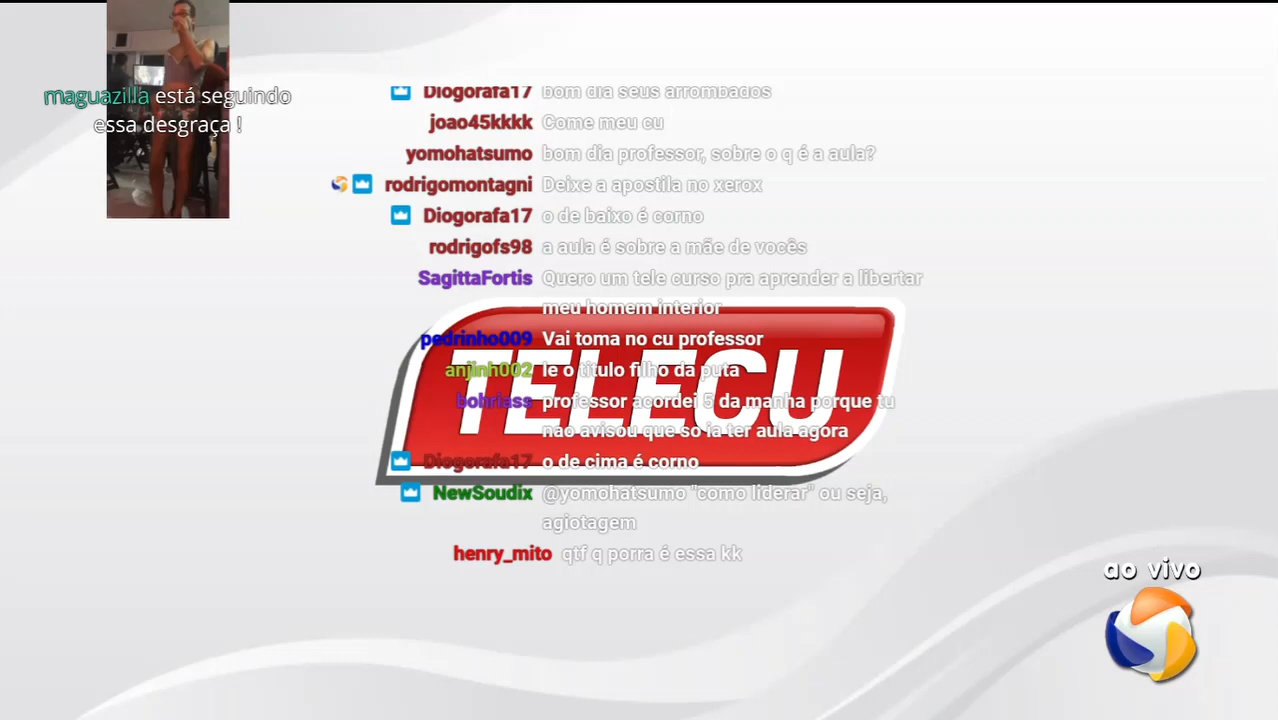 maguazilla está seguindo
essa desgraça !
Diogorafa17 bom dia seus arrombados
joao45kkkk Come meu cu
yomohatsumo bom dia professor, sobre o q é a aula?
rodrigomontagni Deixe a apostila no xerox
Diogorafa17 o de baixo é corno
rodrigofs98 a aula é sobre a mãe de vocês
SagittaFortis Quero um tele curso pra aprender a libertar
meu homem interior
pedrinho009 Vai toma no cu professor
anjinh002 le o titulo filho da puta
bohriass professor acordei 5 da manha porque tu
nao avisou que so ia ter aula agora
TELECU
Diogorafa17 o de cima é corno
NewSoudix @yomohatsumo "como liderar" ou seja,
agiotagem
henry_mito qtf q porra é essa kk
ao vivo